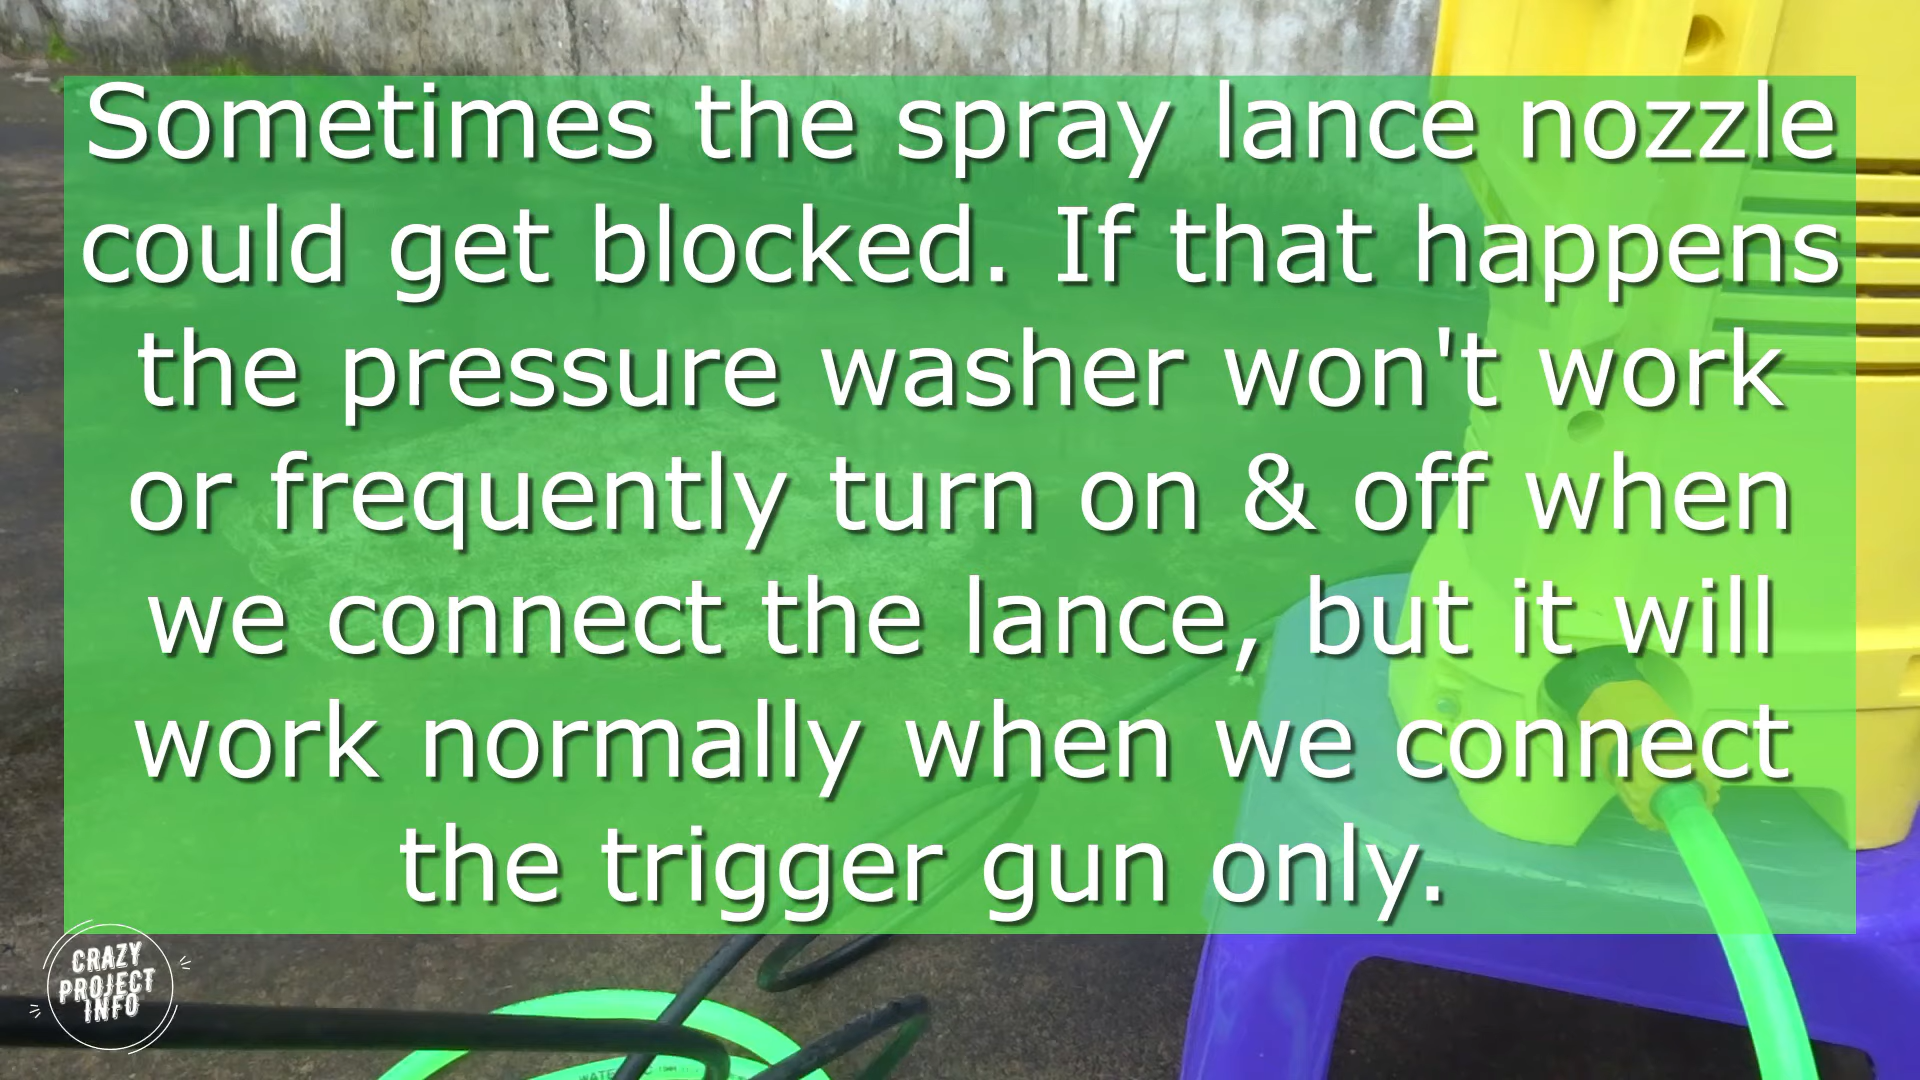 Sometimes the spray lance nozzle
could get blocked. If that happens
the pressure washer won't work
or frequently turn on & off when
we connect the lance, but it will
work normally when we connect
the trigger gun only.
CRAZY
PROJECT
INFO